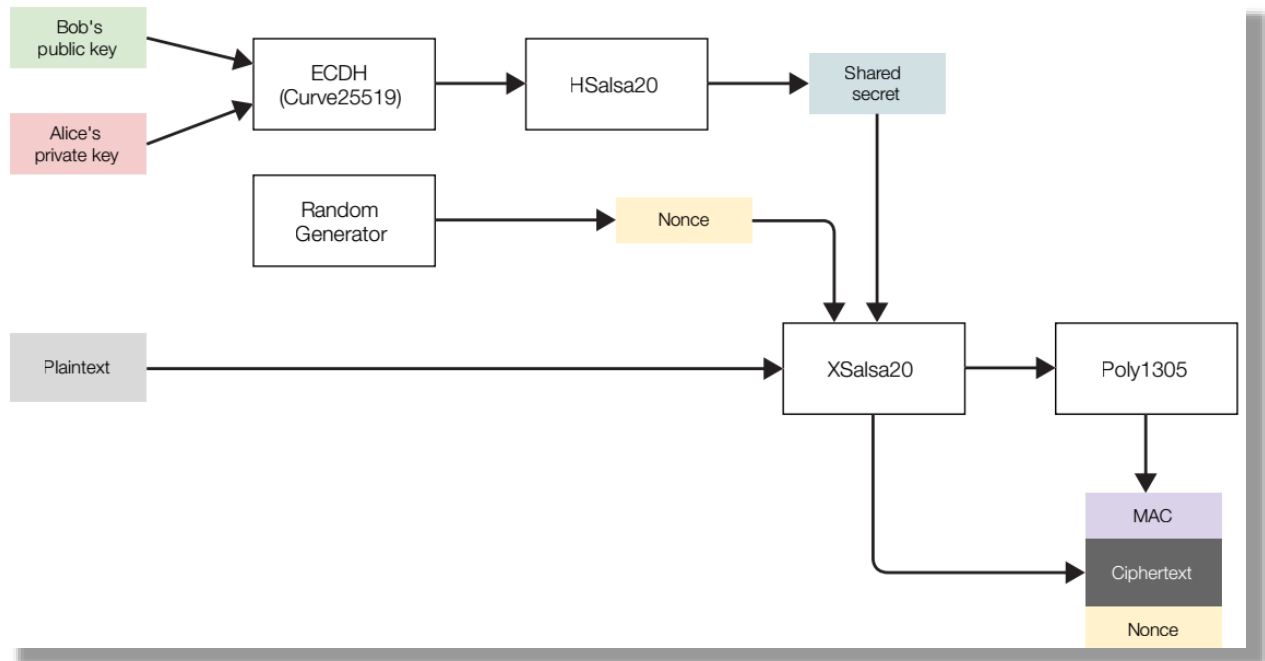 Bob's
public key
ECDH
(Curve25519)
HSalsa20
Shared
secret
Alice's
private key
Random
Generator
Nonce
Plaintext
XSalsa20
Poly1305
MAC
Ciphertext
Nonce